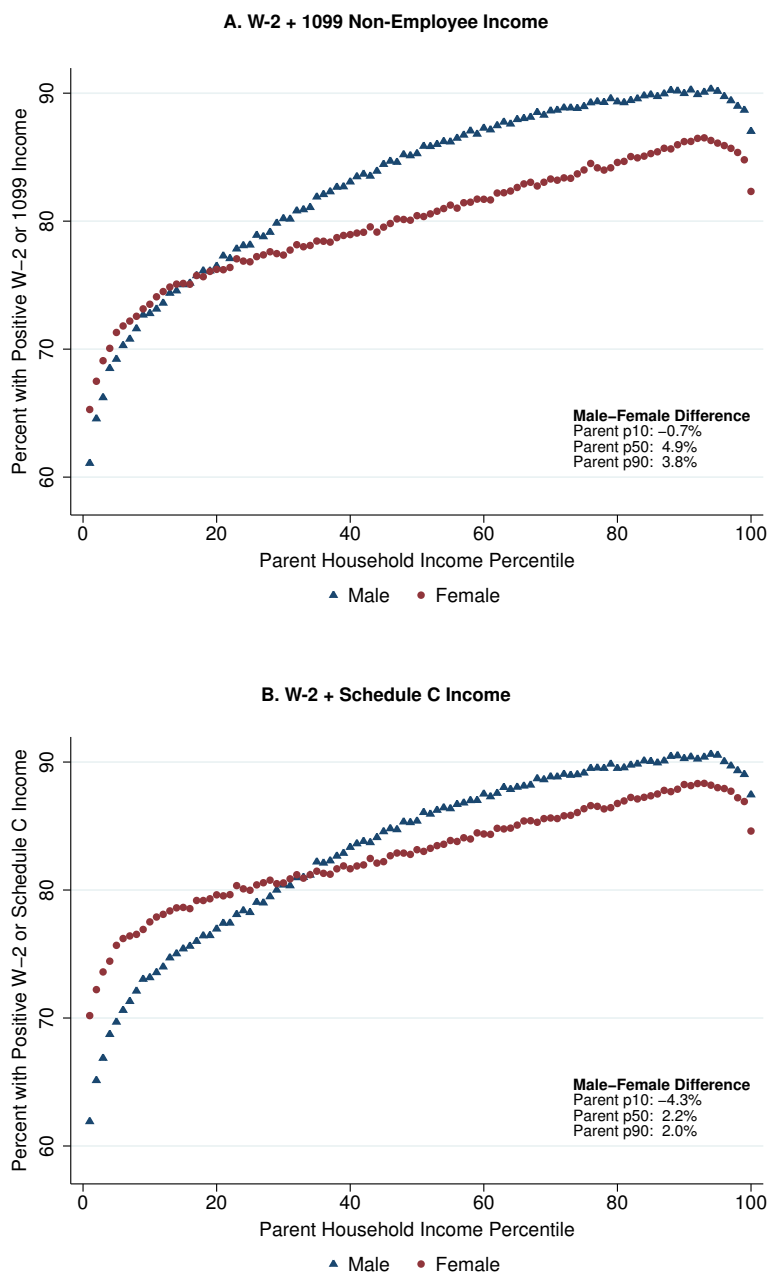 A. W-2 + 1099 Non-Employee Income
Percent with Positive W−2 or 1099 Income
90
80
70
60
Male−Female Difference
Parent p10: −0.7%
Parent p50: 4.9%
Parent p90: 3.8%
0 20 40 60 80 100
Parent Household Income Percentile
Male Female
B. W-2 + Schedule C Income
Percent with Positive W−2 or Schedule C Income
90
80
70
60
Male−Female Difference
Parent p10: −4.3%
Parent p50: 2.2%
Parent p90: 2.0%
0 20 40 60 80 100
Parent Household Income Percentile
Male Female